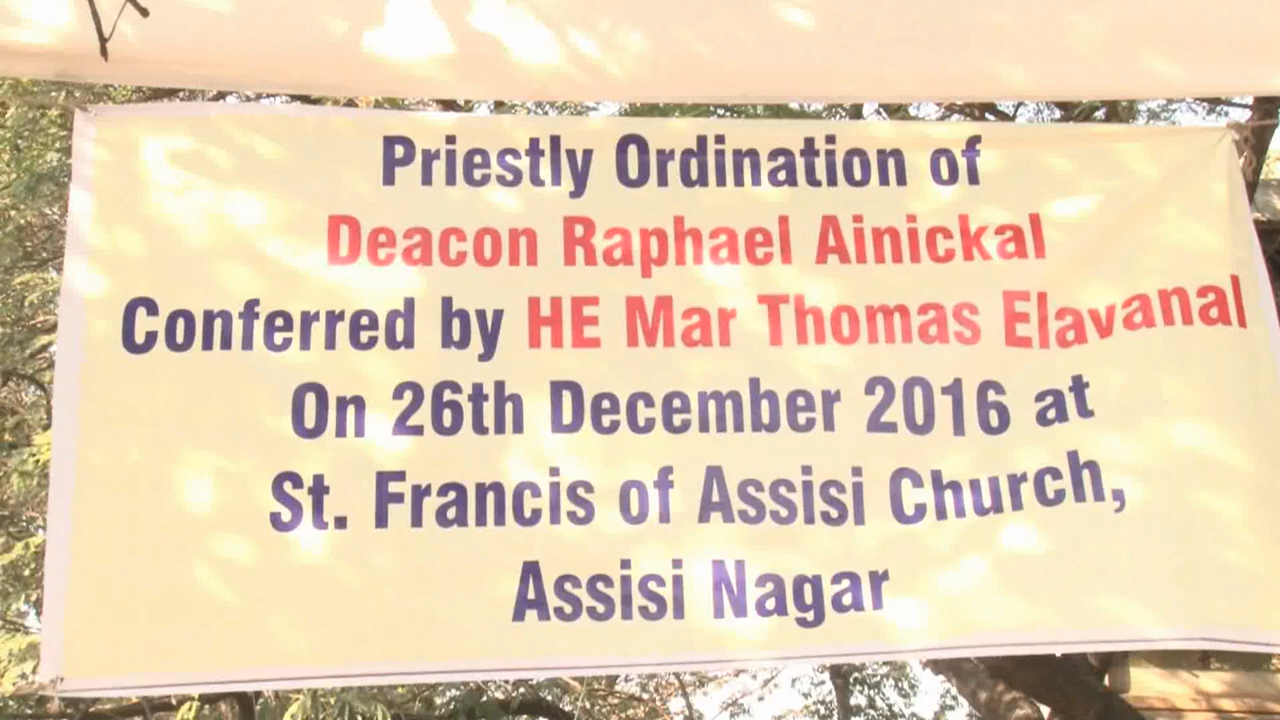 Priestly Ordination of
Deacon Raphael Ainickal
Conferred by HE Mar Thomas Elavanal
On 26th December 2016 at
St. Francis of Assisi Church,
Assisi Nagar